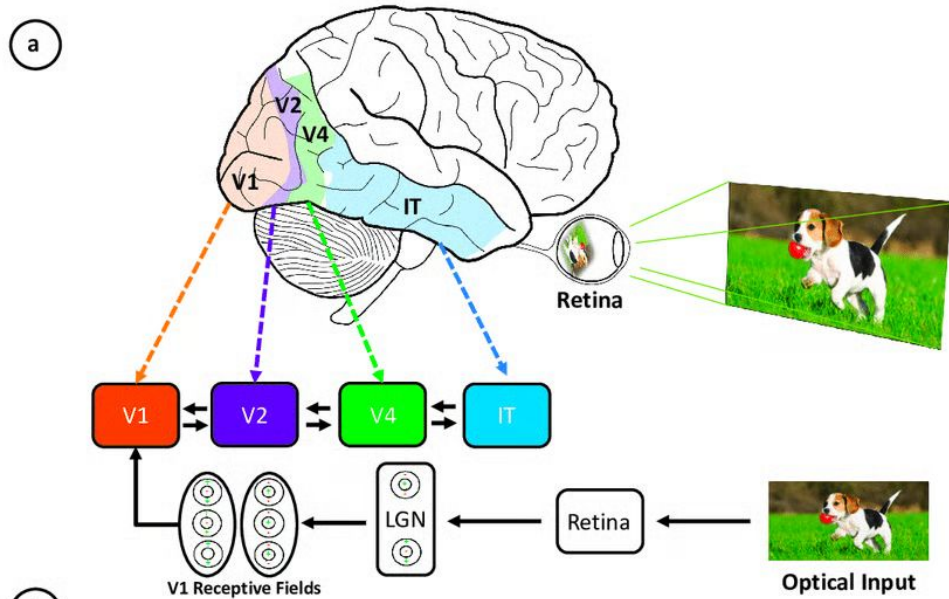 a
V2
V4
V1
IT
Retina
V1
V2
V4
IT
LGN
Retina
V1 Receptive Fields
Optical Input